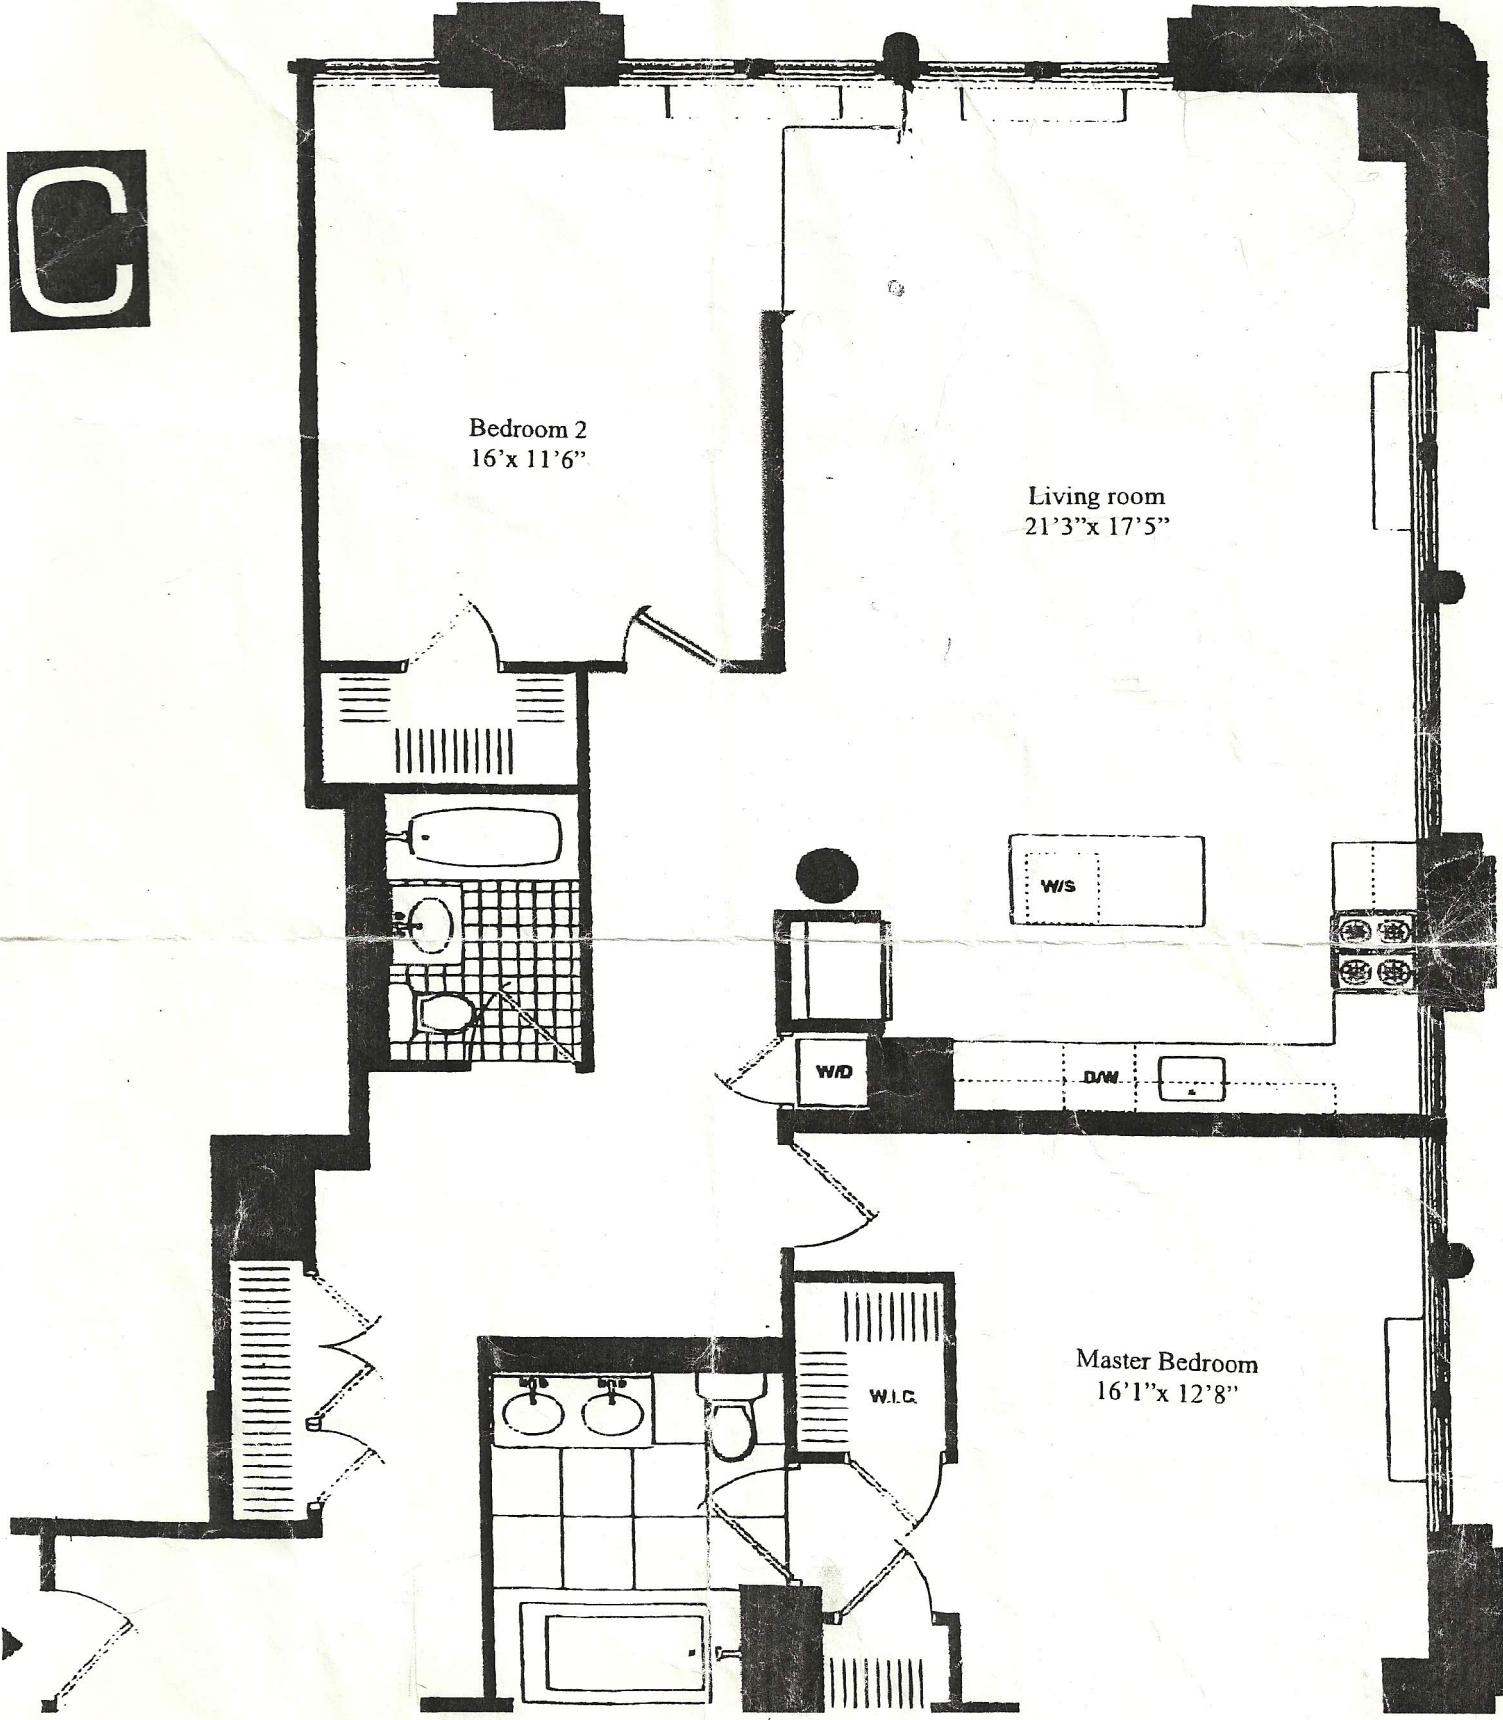 C
Bedroom 2
16’x 11’6”
Living room
21’3”x 17’5”
W/S
W/D
D/W
Master Bedroom
16’1”x 12’8”
W.I.C.